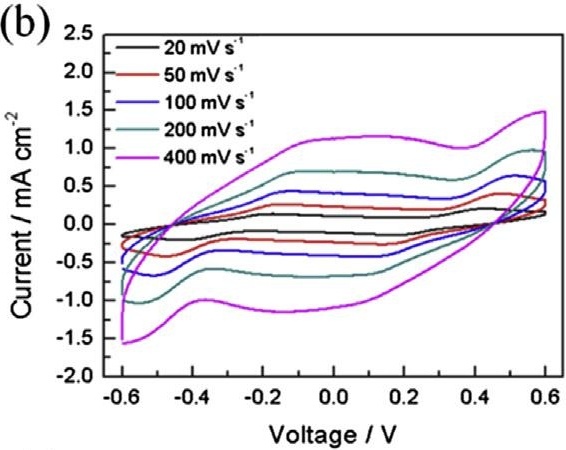 (b)
2.5
2.0
1.5
1.0
0.5
0.0
-0.5
-1.0
-1.5
-2.0
Current / mA cm⁻²
20 mV s⁻¹
50 mV s⁻¹
100 mV s⁻¹
200 mV s⁻¹
400 mV s⁻¹
-0.6 -0.4 -0.2 0.0 0.2 0.4 0.6
Voltage / V